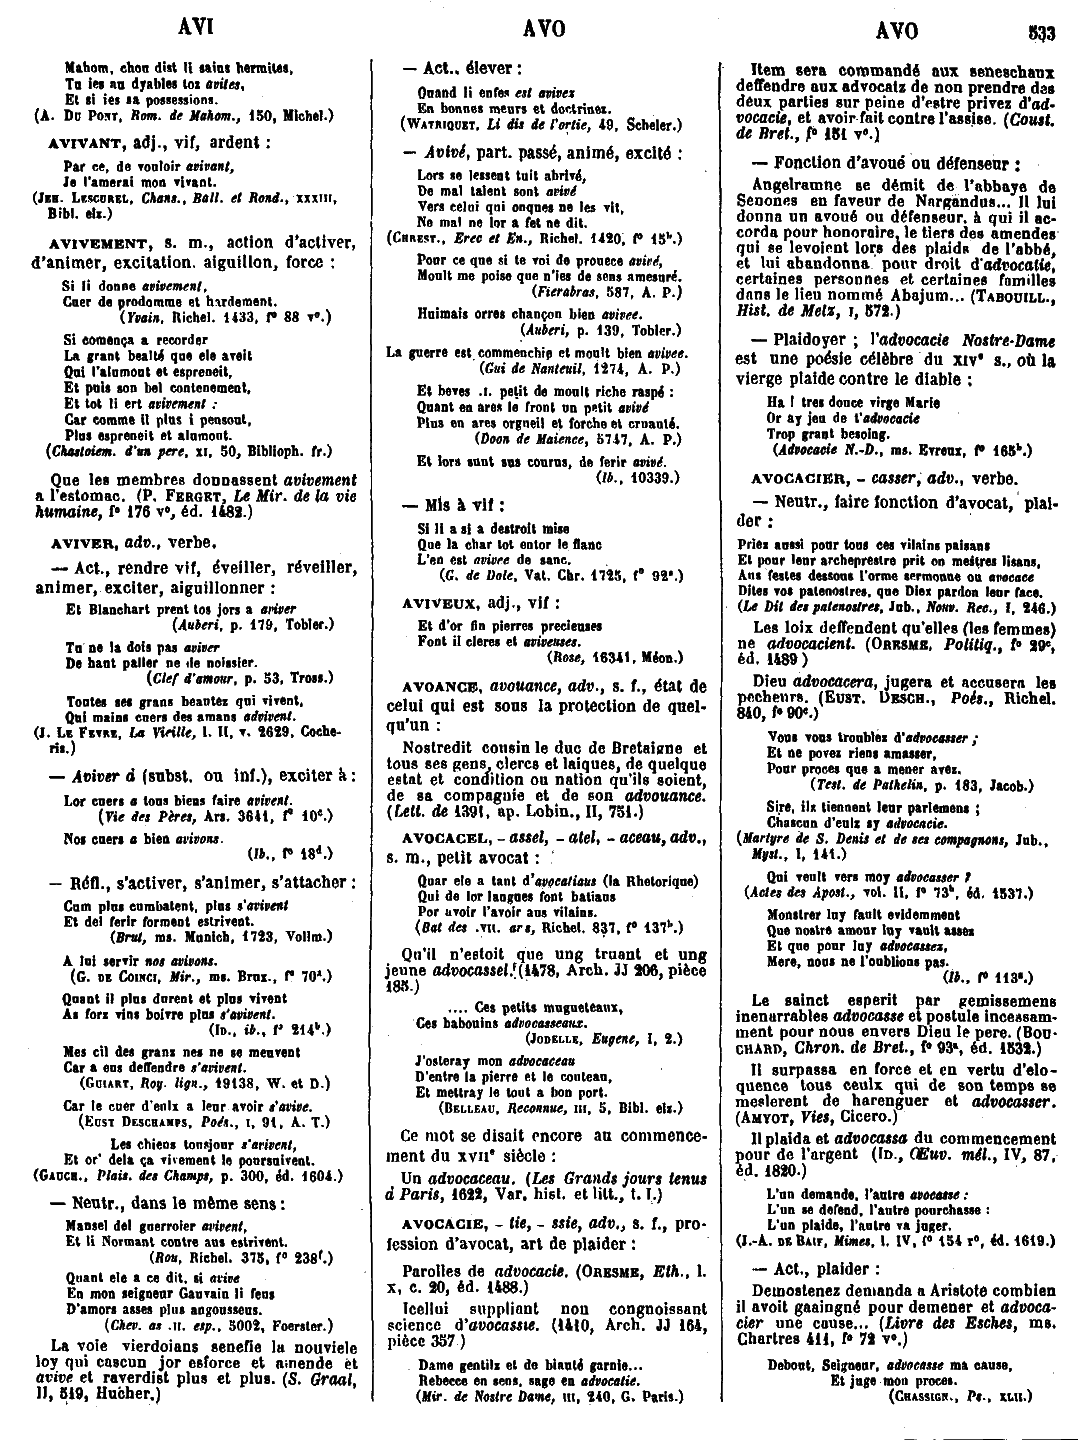 AVI
AVO
AVO
533
Mahom, chou dist li sains hermites,
Tu ies au dyables toz avites,
Et si ies sa possessions.
(A. DU PONT, Rom. de Mahom., 150, Michel.)
AVIVANT, adj., vif, ardent :
Par ce, de vouloir avivant,
Je l'amerai mon vivant.
(JEH. LESCUREL, Chans., Ball. et Rond., XXXIII,
Bibl. elz.)
AVIVEMENT, s. m., action d'activer,
d'animer, excitation, aiguillon, force :
Si li donne avivement,
Cuer de prodomme et hardement.
(Yvain, Richel. 1433, f° 88 v°.)
Si comença a recorder
La grant bealté que ele aveit
Qui l'alumout et espreneit,
Et puis son bel contenement,
Et tot li ert avivement :
Car comme il plus i pensout,
Plus espreneit et alumout.
(Chastoiem. d'un pere, XI, 50, Biblioph. fr.)
Que les membres donnassent avivement
a l'estomac. (P. FERGET, Le Mir. de la vie
humaine, f° 176 v°, éd. 1482.)
AVIVER, adv., verbe.
— Act., rendre vif, éveiller, réveiller,
animer, exciter, aiguillonner :
Et Blanchart prent tos jors a aviver
(Auberi, p. 179, Tobler.)
Tu ne la dois pas aviver
De hant paller ne de noissier.
(Clef d'amour, p. 53, Tross.)
Toutes ses grans beautez qui vivent,
Qui mains cuers des amans advivent.
(J. LE FEVRE, La Vieille, l. II, v. 2629, Coche-
ris.)
— Aviver á (subst. ou inf.), exciter à :
Lor cuers a tous biens faire avivent.
(Vie des Pères, Ars. 3641, f° 10c.)
Nos cuers a bien avivons.
(Ib., f° 18d.)
— Réfl., s'activer, s'animer, s'attacher :
Cum plus cumbatent, plus s'avivent
Et del ferir forment estrivent.
(Brut, ms. Munich, 1723, Vollm.)
A lui servir nos avivons.
(G. DE COINCI, Mir., ms. Brux., f° 70a.)
Quant il plus durent et plus vivent
As forz vins boivre plus s'avivent.
(ID., ib., f° 214b.)
Mes cil des granz nes ne se meuvent
Car a eus deffendre s'avivent.
(GUIART, Roy. lign., 19138, W. et D.)
Car le cuer d'eulx a leur avoir s'avive.
(EUST DESCHAMPS, Poés., I, 91, A. T.)
Les chiens tousjour s'arivent,
Et or' dela ça vivement le poursuivent.
(GAUCH., Plais. des Champs, p. 300, éd. 1604.)
— Neutr., dans le même sens :
Mansel del guerroier avivent,
Et li Normant contre aus estrivent.
(Rou, Richel. 375, f° 238f.)
Quant ele a ce dit, si avive
En mon seigneur Gauvain li feus
D'amors asses plus angousseus.
(Chev. as .II. esp., 5002, Foerster.)
La voie vierdoians senefie la nouviele
loy qui cascun jor esforce et amende et
avive et raverdist plus et plus. (S. Graal,
II, 519, Hucher.)
— Act., élever :
Quand li enfes est avivez
En bonnes meurs et doctrinez.
(WATRIQUET, Li dis de l'ortie, 49, Scheler.)
— Avivé, part. passé, animé, excité :
Lors se lessent tuit abrivé,
De mal talent sont avivé
Vers celui qui onques ne les vit,
Ne mal ne lor a fet ne dit.
(CHREST., Erec et En., Richel. 1420, f° 15b.)
Pour ce que si te voi de prouece aviré,
Moult me poise que n'ies de sens amesuré.
(Fierabras, 587, A. P.)
Huimais orres chançon bien avivee.
(Auberi, p. 139, Tobler.)
La guerre est commenchie et moult bien avivee.
(Gui de Nanteuil, 1274, A. P.)
Et beves .I. petit de moult riche raspé :
Quant en ares le front un petit avivé
Plus en ares orgueil et forche et cruauté.
(Doon de Maience, 5747, A. P.)
Et lors sunt sus couru, de ferir avivé.
(Ib., 10339.)
— Mis à vif :
Si li a si a destroit mise
Que la char tot entor le flanc
L'en est avivre de sanc.
(G. de Dole, Vat. Chr. 1725, f° 92a.)
AVIVEUX, adj., vif :
Et d'or fin pierres precieuses
Font il cleres et aviveuses.
(Rose, 16341, Méon.)
AVOANCE, avouance, adv., s. f., état de
celui qui est sous la protection de quel-
qu'un :
Nostredit cousin le duc de Bretaigne et
tous ses gens, clercs et laiques, de quelque
estat et condition ou nation qu'ils soient,
de sa compagnie et de son advouance.
(Lett. de 1391, ap. Lobin., II, 751.)
AVOCACEL, - assel, - atel, - aceau, adv.,
s. m., petit avocat :
Quar ele a tant d'avocatiaus (la Rhetorique)
Qui de lor langues font batiaus
Por avoir l'avoir aus vilains.
(Bat des .VII. ars, Richel. 837, f° 137b.)
Qu'il n'estoit que ung truant et ung
jeune advocassel. (1478, Arch. JJ 206, pièce
185.)
.... Ces petits mugueteaux,
Ces babouins advocasseaux.
(JODELLE, Eugene, I, 2.)
J'osteray mon advocaceau
D'entre la pierre et le couteau,
Et mettray le tout a bon port.
(BELLEAU, Reconnue, III, 5, Bibl. elz.)
Ce mot se disait encore au commence-
ment du XVIIe siècle :
Un advocaceau. (Les Grands jours tenus
á Paris, 1622, Var. hist. et litt., t. I.)
AVOCACIE, - tie, - ssie, adv., s. f., pro-
fession d'avocat, art de plaider :
Parolles de advocacie. (ORESME, Eth., l.
X, c. 20, éd. 1488.)
Icellui suppliant non congnoissant
science d'avocassie. (1410, Arch. JJ 164,
pièce 357.)
Dame gentilz et de biauté garnie...
Rebecce en sens, sage en advocatie.
(Mir. de Nostre Dame, III, 240, G. Paris.)
Item sera commandé aux seneschaux
deffendre aux advocatz de non prendre des
deux parties sur peine d'estre privez d'ad-
vocacie, et avoir fait contre l'assise. (Coust.
de Bret., f° 151 v°.)
— Fonction d'avoué ou défenseur :
Angelramne se démit de l'abbaye de
Senones en faveur de Nargandus... Il lui
donna un avoué ou défenseur, à qui il ac-
corda pour honoraire, le tiers des amendes
qui se levoient lors des plaids de l'abbé,
et lui abandonna pour droit d'advocatie,
certaines personnes et certaines familles
dans le lieu nommé Abajum... (TABOUILL.,
Hist. de Metz, I, 572.)
— Plaidoyer ; l'advocacie Nostre-Dame
est une poésie célèbre du XIVe s., où la
vierge plaide contre le diable ;
Ha ! tres douce virge Marie
Or ay jeu de t'advocacie
Trop grant besoing.
(Advocacie N.-D., ms. Evreux, f° 165b.)
AVOCACIER, - casser, adv., verbe.
— Neutr., faire fonction d'avocat, plai-
der :
Priez aussi pour tous ces vilains paisans
Et pour leur archeprestre prit on mestres lisans,
Aus festes dessous l'orme sermonne ou avocace
Dites vos patenostres, que Diex pardon leur face.
(Le Dit des patenostres, Jub., Nouv. Rec., I, 246.)
Les loix deffendent qu'elles (les femmes)
ne advocacient. (ORESME, Politiq., f° 29c,
éd. 1489)
Dieu advocacera, jugera et accusera les
pecheurs. (EUST. DESCH., Poés., Richel.
840, f° 90c.)
Vous vous troublez d'advocasser ;
Et ne povez riens amasser,
Pour proces que a mener avez.
(Test. de Pathelin, p. 183, Jacob.)
Sire, ilz tiennent leur parlemens ;
Chascun d'eulz sy advocacie.
(Martyre de S. Denis et de ses compagnons, Jub.,
Myst., I, 141.)
Qui veult vers moy advocasser ?
(Actes des Apost., vol. II, f° 73b, éd. 1537.)
Monstrer luy fault evidemment
Que nostre amour luy vault assez
Et que pour luy advocassez,
Mere, nous ne l'oublions pas.
(Ib., f° 113a.)
Le sainct esperit par gemissemens
inenarrables advocasse et postule incessam-
ment pour nous envers Dieu le pere. (BOU-
CHARD, Chron. de Bret., f° 93a, éd. 1532.)
Il surpassa en force et en vertu d'elo-
quence tous ceulx qui de son temps se
meslerent de harenguer et advocasser.
(AMYOT, Vies, Cicero.)
Il plaida et advocassa du commencement
pour de l'argent (ID., Œuv. mél., IV, 87,
éd. 1820.)
L'un demande, l'autre avocasse :
L'un se defend, l'autre pourchasse :
L'un plaide, l'autre va juger.
(J.-A. DE BAIF, Mimes, l. IV, f° 154 r°, éd. 1619.)
— Act., plaider :
Demostenez demanda a Aristote combien
il avoit gaaingné pour demener et advoca-
cier une cause... (Livre des Esches, ms.
Chartres 411, f° 72 v°.)
Debout, Seigneur, advocasse ma cause,
Et juge mon proces.
(CHASSIGN., Ps., XLII.)